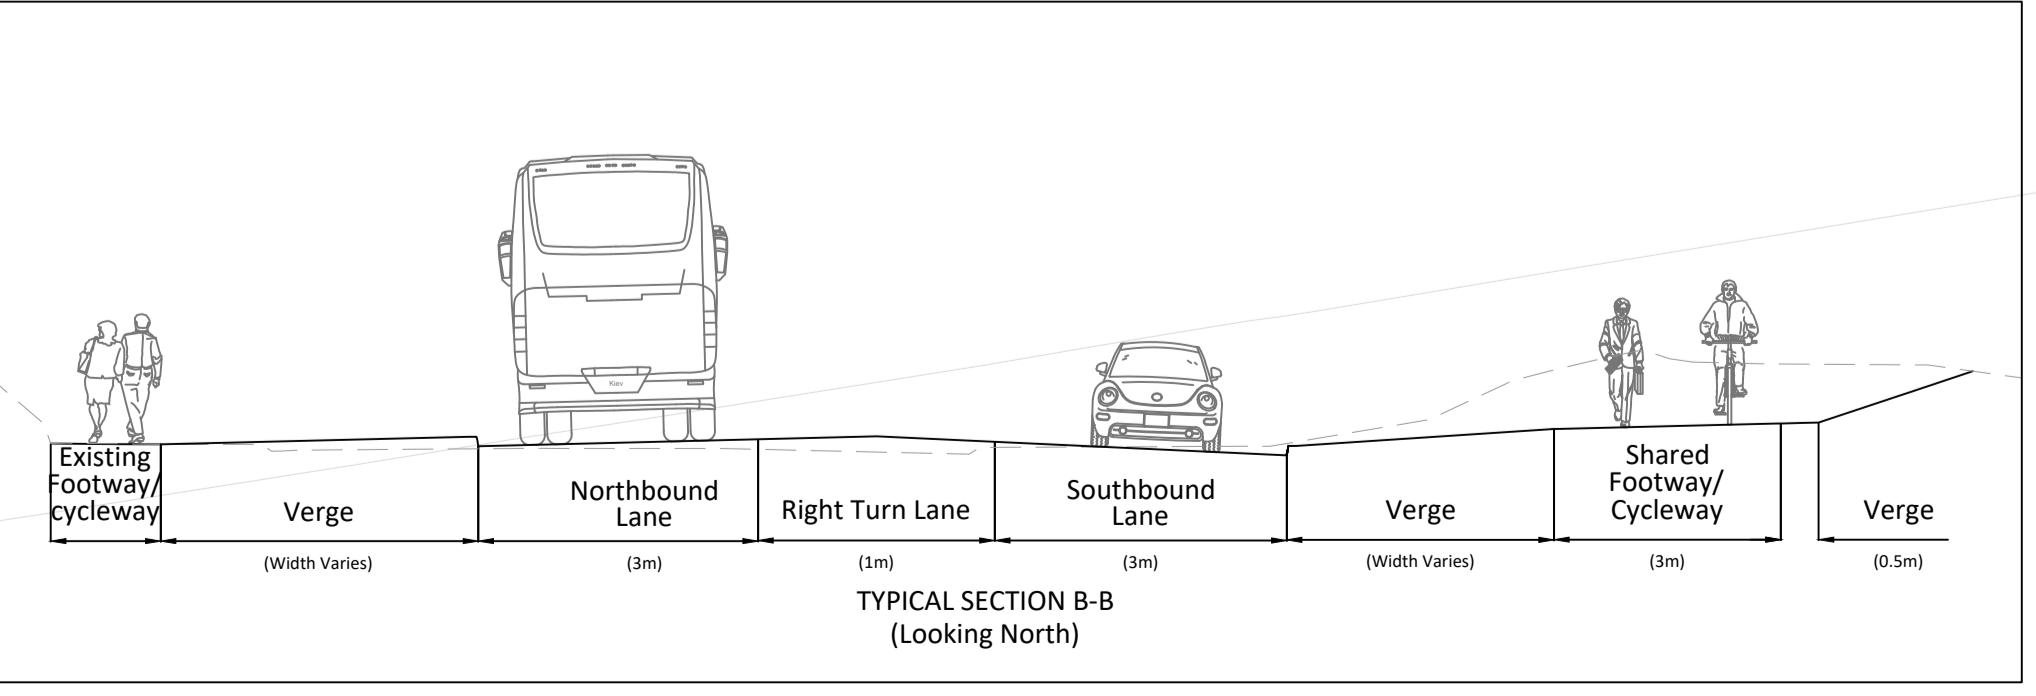 Kiev
Existing
Footway/
cycleway
Verge
Northbound
Lane
Right Turn Lane
Southbound
Lane
Verge
Shared
Footway/
Cycleway
Verge
(Width Varies)
(3m)
(1m)
(3m)
(Width Varies)
(3m)
(0.5m)
TYPICAL SECTION B-B
(Looking North)